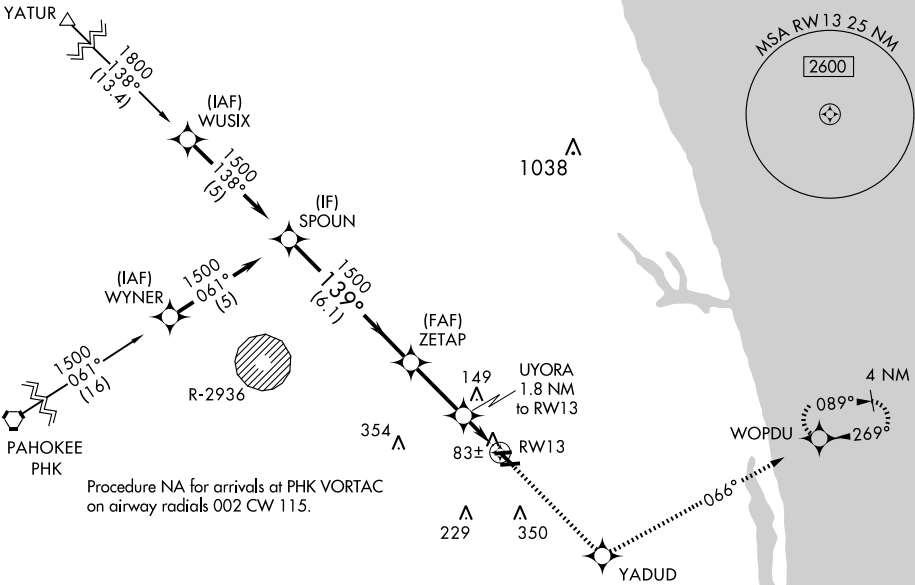 YATUR
1800
138°
(13.4)
(IAF)
WUSIX
1500
138°
(5)
(IF)
SPOUN
(IAF)
WYNER
1500
061°
(5)
1500
061°
(16)
PAHOKEE
PHK
R-2936
1500
139°
(6.1)
(FAF)
ZETAP
UYORA
1.8 NM
to RW13
149
354
83±
RW13
229
350
YADUD
066°
WOPDU
089°
269°
4 NM
1038
MSA RW13 25 NM
2600
Procedure NA for arrivals at PHK VORTAC
on airway radials 002 CW 115.